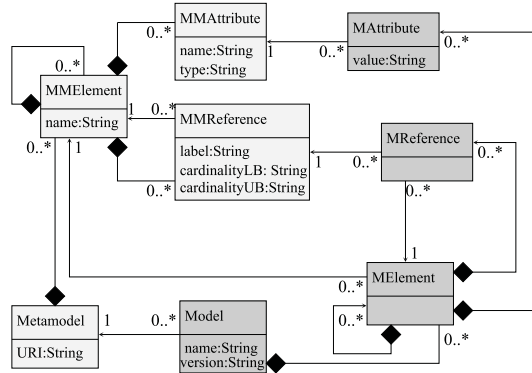 MMAttribute
name:String
type:String
0..*
1
0..*
MAttribute
value:String
0..*
0..*
MMElement
name:String
0..*
1
0..*
1
0..*
MMReference
label:String
cardinalityLB: String
cardinalityUB:String
1
0..*
MReference
0..*
0..*
1
0..*
MElement
0..*
0..*
Metamodel
URI:String
1
0..*
Model
name:String
version:String